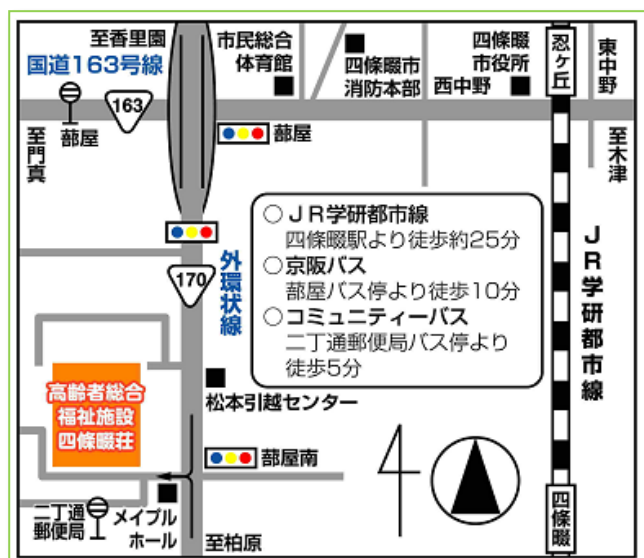 至香里園
国道163号線
市民総合
体育館
四條畷市
消防本部
四條畷
市役所
西中野
忍ヶ丘
東中野
163
蔀屋
蔀屋
至門真
至木津
○JR学研都市線
四條畷駅より徒歩約25分
○京阪バス
部屋バス停より徒歩10分
○コミュニティーバス
二丁通郵便局バス停より
徒歩5分
JR学研都市線
外環状線
170
高齢者総合
福祉施設
四條畷荘
松本引越センター
蔀屋南
二丁通
郵便局
メイプル
ホール
至柏原
四條畷